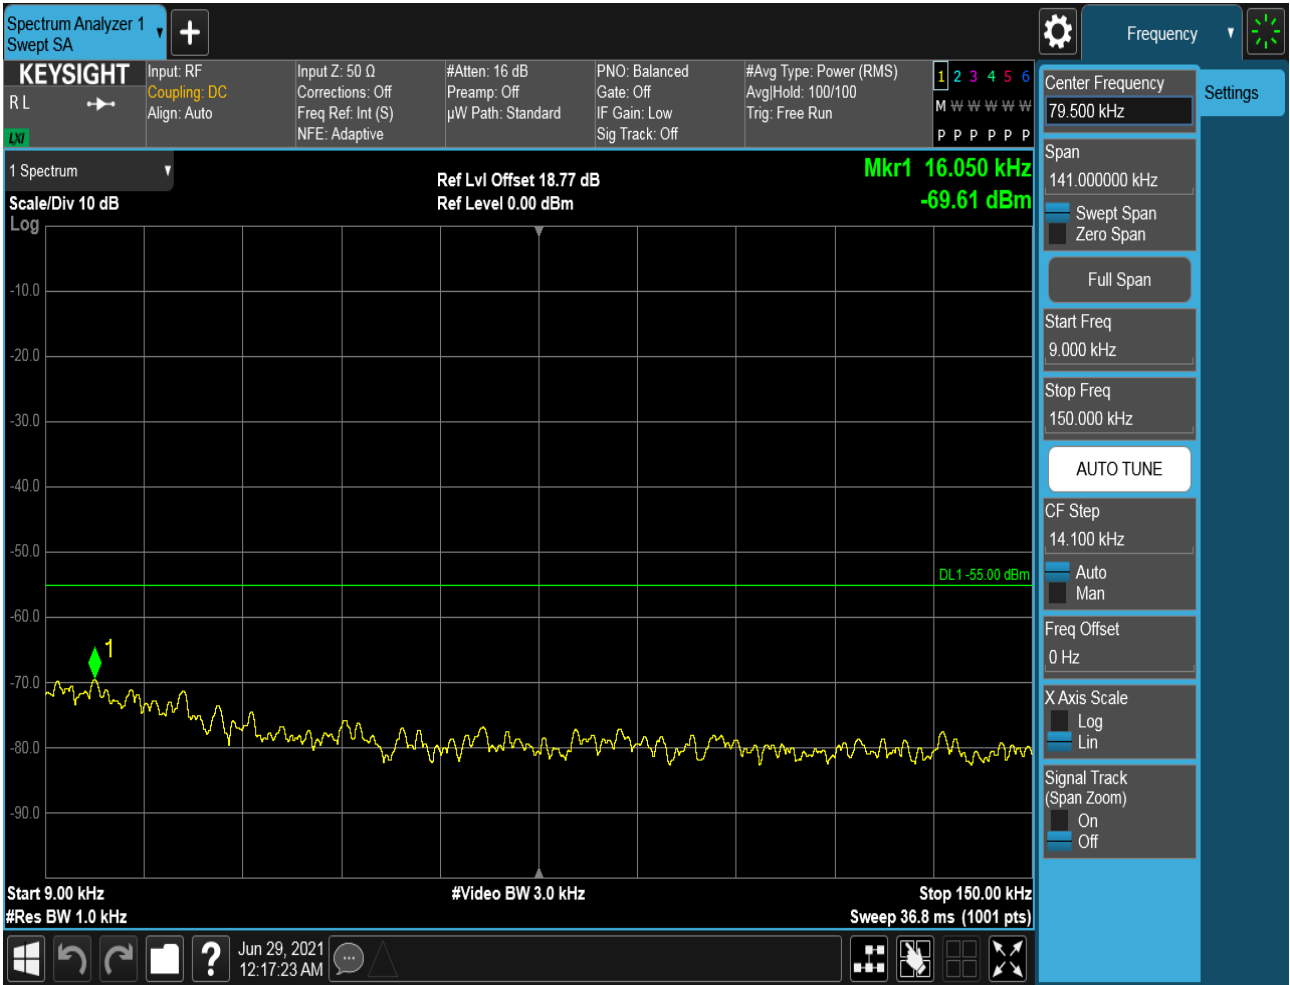 Spectrum Analyzer 1
Swept SA
Frequency
KEYSIGHT
R L
LXI
Input: RF
Coupling: DC
Align: Auto
Input Z: 50 Ω
Corrections: Off
Freq Ref: Int (S)
NFE: Adaptive
#Atten: 16 dB
Preamp: Off
µW Path: Standard
PNO: Balanced
Gate: Off
IF Gain: Low
Sig Track: Off
#Avg Type: Power (RMS)
Avg|Hold: 100/100
Trig: Free Run
1 2 3 4 5 6
M W W W W W
P P P P P P
1 Spectrum
Scale/Div 10 dB
Log
Ref Lvl Offset 18.77 dB
Ref Level 0.00 dBm
Mkr1 16.050 kHz
-69.61 dBm
-10.0
-20.0
-30.0
-40.0
-50.0
DL1 -55.00 dBm
-60.0
1
-70.0
-80.0
-90.0
Start 9.00 kHz
#Res BW 1.0 kHz
#Video BW 3.0 kHz
Stop 150.00 kHz
Sweep 36.8 ms (1001 pts)
Center Frequency
79.500 kHz
Settings
Span
141.000000 kHz
Swept Span
Zero Span
Full Span
Start Freq
9.000 kHz
Stop Freq
150.000 kHz
AUTO TUNE
CF Step
14.100 kHz
Auto
Man
Freq Offset
0 Hz
X Axis Scale
Log
Lin
Signal Track
(Span Zoom)
On
Off
?
Jun 29, 2021
12:17:23 AM